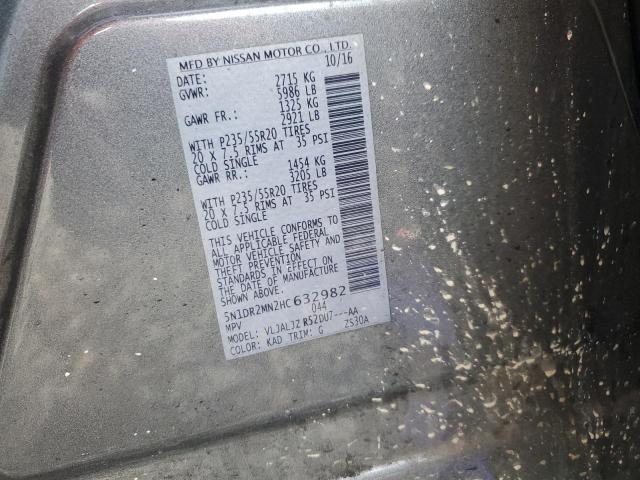 MFD BY NISSAN MOTOR CO., LTD.
DATE: 10/16
GVWR: 2715 KG
5986 LB
GAWR FR.: 1325 KG
2921 LB
WITH P235/55R20 TIRES
20 X 7.5 RIMS AT 35 PSI
COLD SINGLE
GAWR RR.: 1454 KG
3205 LB
WITH P235/55R20 TIRES
20 X 7.5 RIMS AT 35 PSI
COLD SINGLE
THIS VEHICLE CONFORMS TO
ALL APPLICABLE FEDERAL
MOTOR VEHICLE SAFETY AND
THEFT PREVENTION
STANDARDS IN EFFECT ON
THE DATE OF MANUFACTURE
SHOWN ABOVE.
5N1DR2MN2HC632982
MPV 044
MODEL: VLJALJZ R52DU7---AA
COLOR: KAD TRIM: G ZS30A